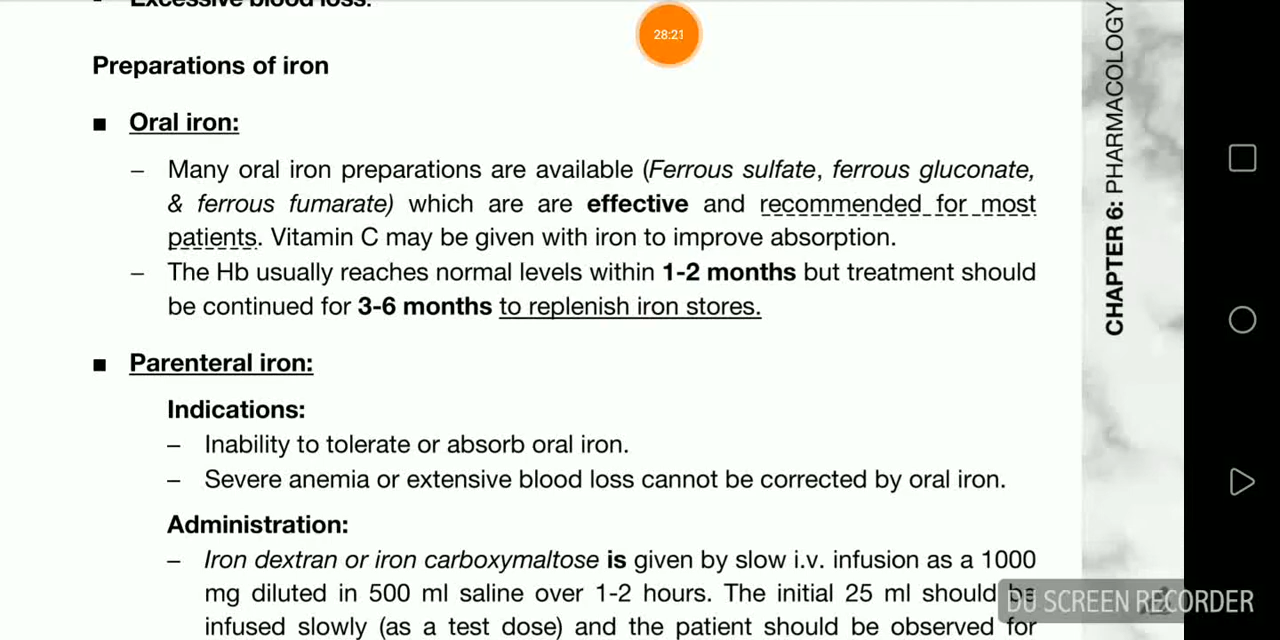 Excessive blood loss.
28:21
Preparations of iron
■ Oral iron:
– Many oral iron preparations are available (Ferrous sulfate, ferrous gluconate,
& ferrous fumarate) which are are effective and recommended for most
patients. Vitamin C may be given with iron to improve absorption.
– The Hb usually reaches normal levels within 1-2 months but treatment should
be continued for 3-6 months to replenish iron stores.
■ Parenteral iron:
Indications:
– Inability to tolerate or absorb oral iron.
– Severe anemia or extensive blood loss cannot be corrected by oral iron.
Administration:
– Iron dextran or iron carboxymaltose is given by slow i.v. infusion as a 1000
mg diluted in 500 ml saline over 1-2 hours. The initial 25 ml should be
infused slowly (as a test dose) and the patient should be observed for
CHAPTER 6: PHARMACOLOGY
DU SCREEN RECORDER